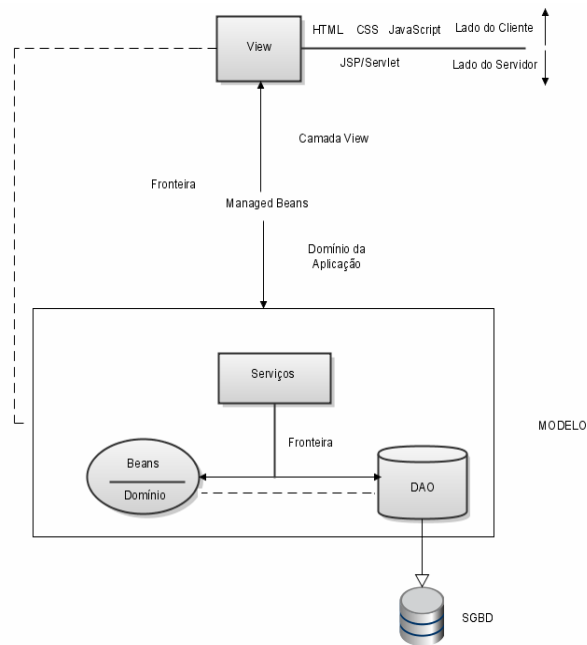 View
HTML CSS JavaScript
Lado do Cliente
JSP/Servlet
Lado do Servidor
Camada View
Fronteira
Managed Beans
Domínio da
Aplicação
Serviços
MODELO
Fronteira
Beans
Domínio
DAO
SGBD